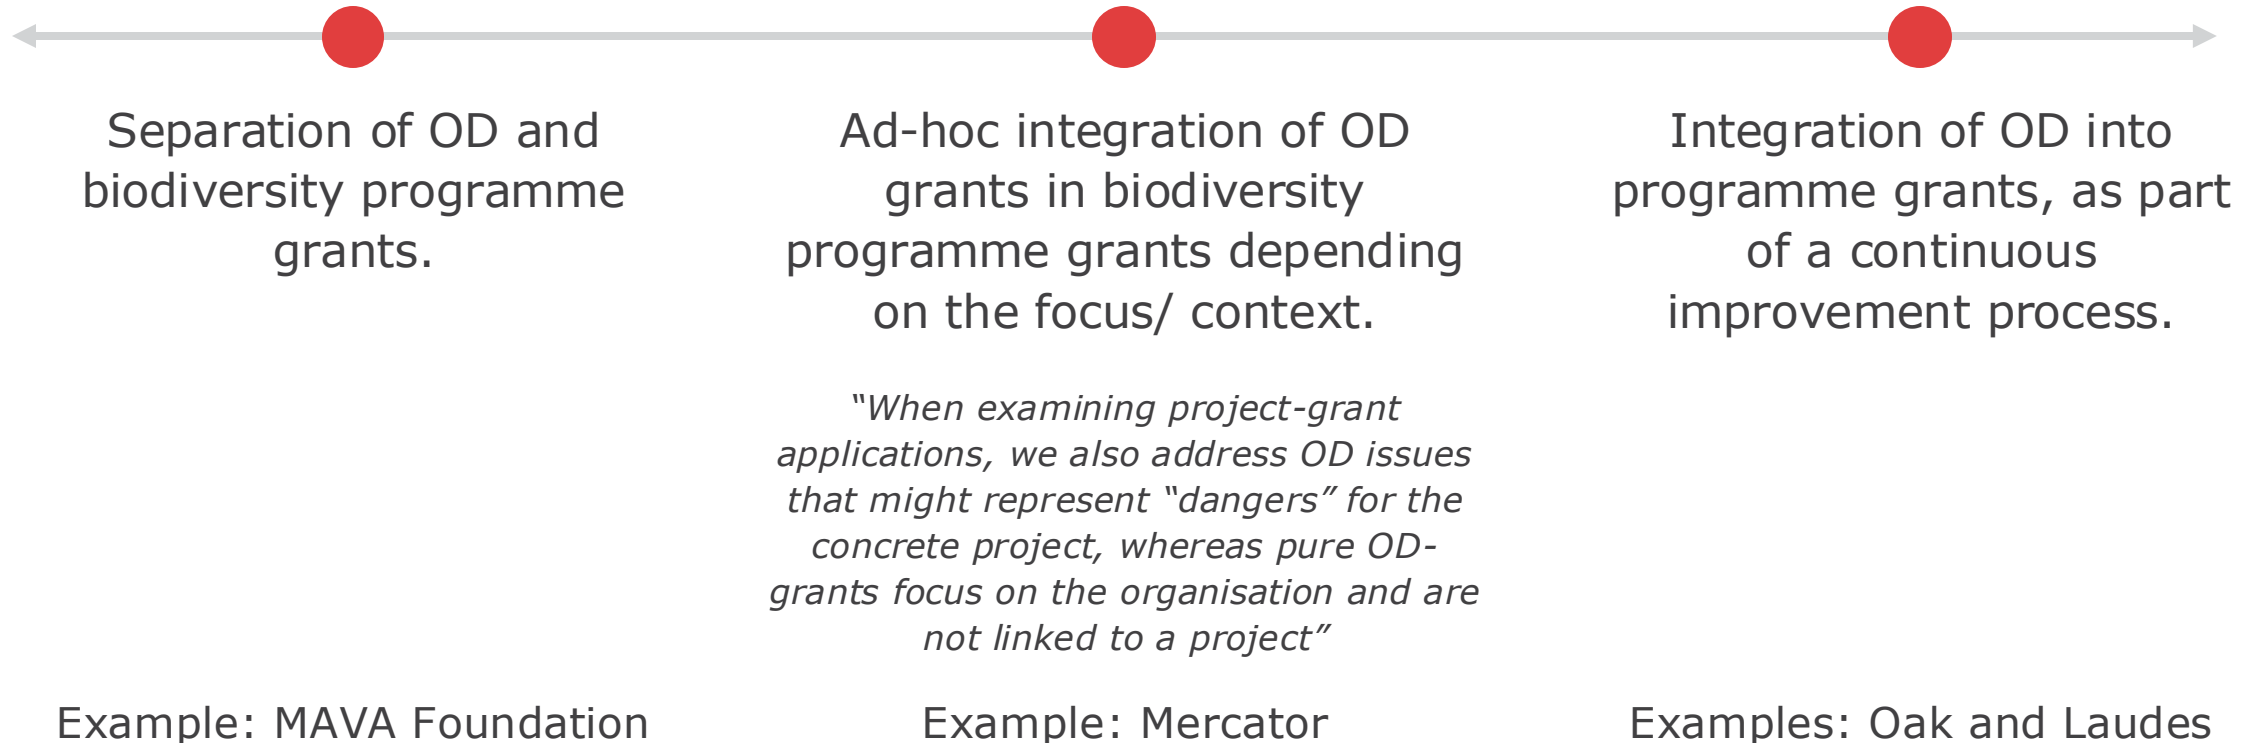 Separation of OD and
biodiversity programme
grants.
Example: MAVA Foundation
Ad-hoc integration of OD
grants in biodiversity
programme grants depending
on the focus/ context.
“When examining project-grant
applications, we also address OD issues
that might represent “dangers” for the
concrete project, whereas pure OD-
grants focus on the organisation and are
not linked to a project”
Example: Mercator
Integration of OD into
programme grants, as part
of a continuous
improvement process.
Examples: Oak and Laudes